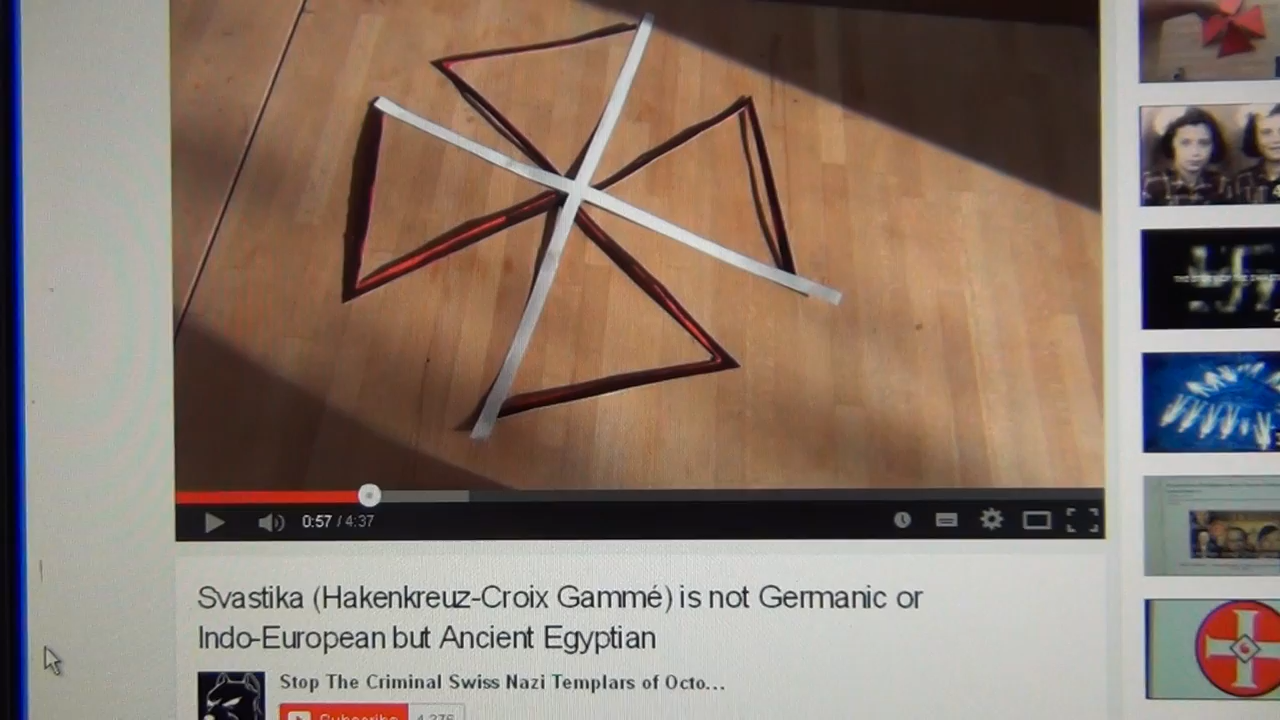 0:57 / 4:37
Svastika (Hakenkreuz-Croix Gammé) is not Germanic or
Indo-European but Ancient Egyptian
Stop The Criminal Swiss Nazi Templars of Octo...
Subscribe